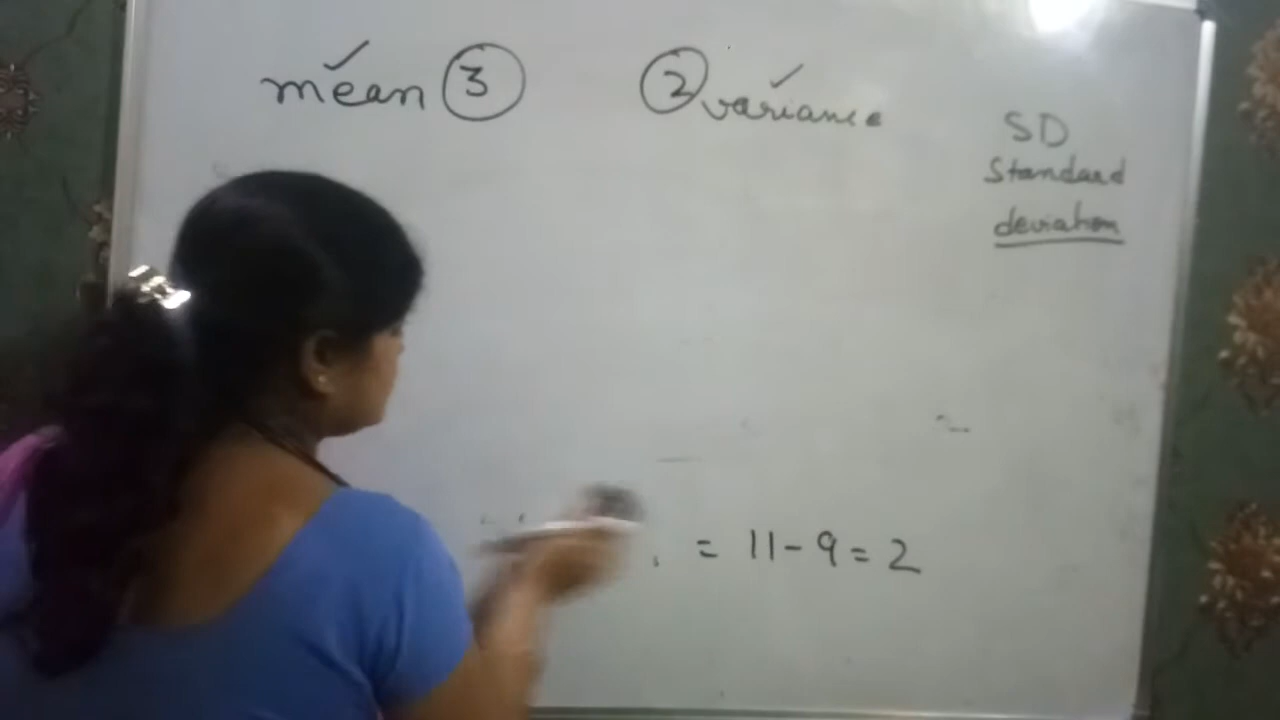 mean 3
2 variance
SD
Standard
deviation
= 11 - 9 = 2